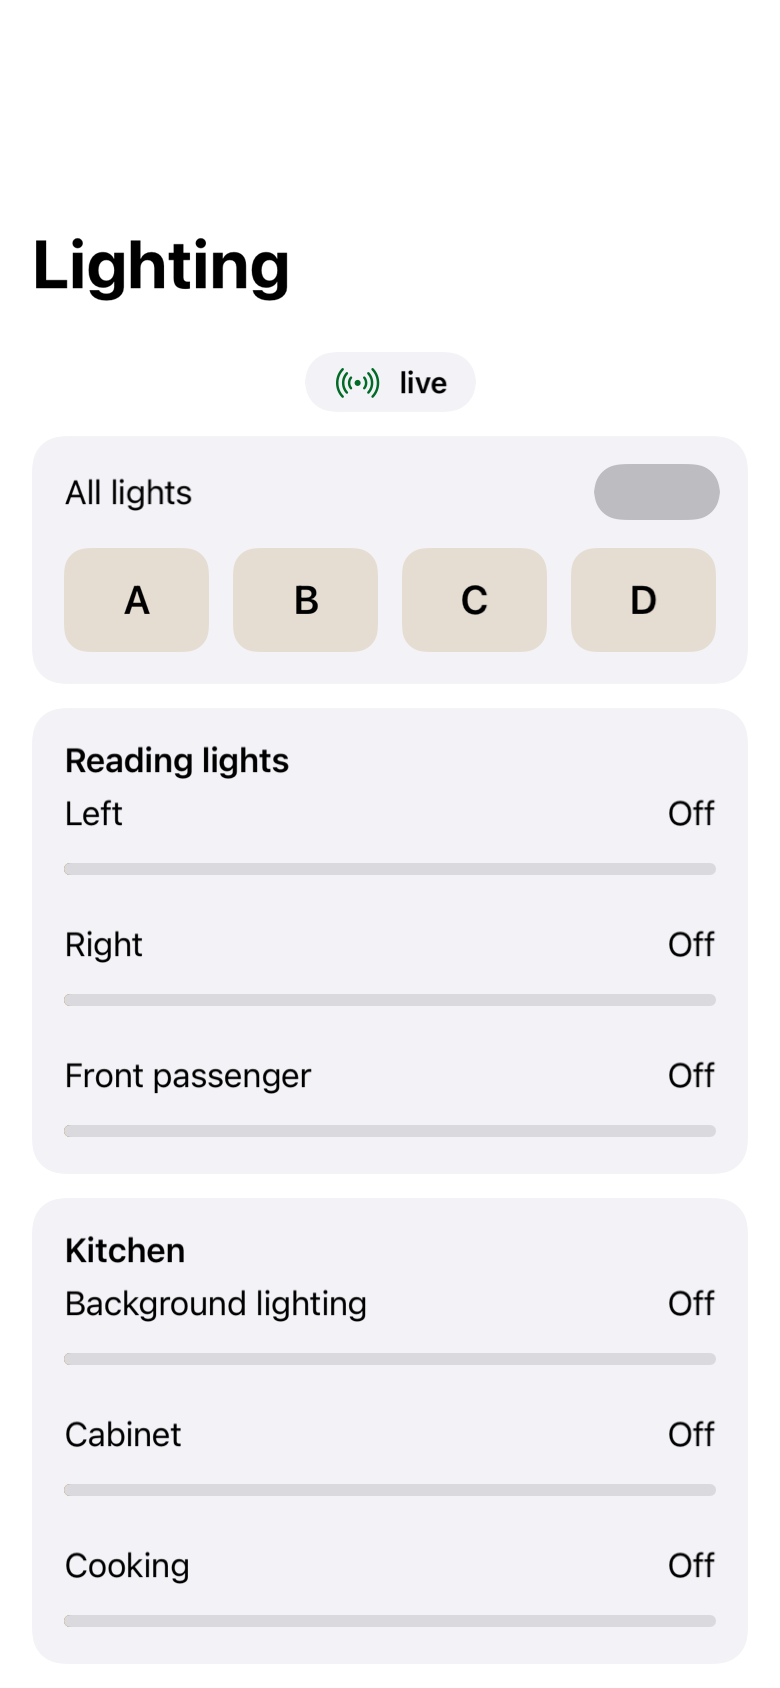 Lighting
live
All lights
A B C D
Reading lights
Left Off
Right Off
Front passenger Off
Kitchen
Background lighting Off
Cabinet Off
Cooking Off